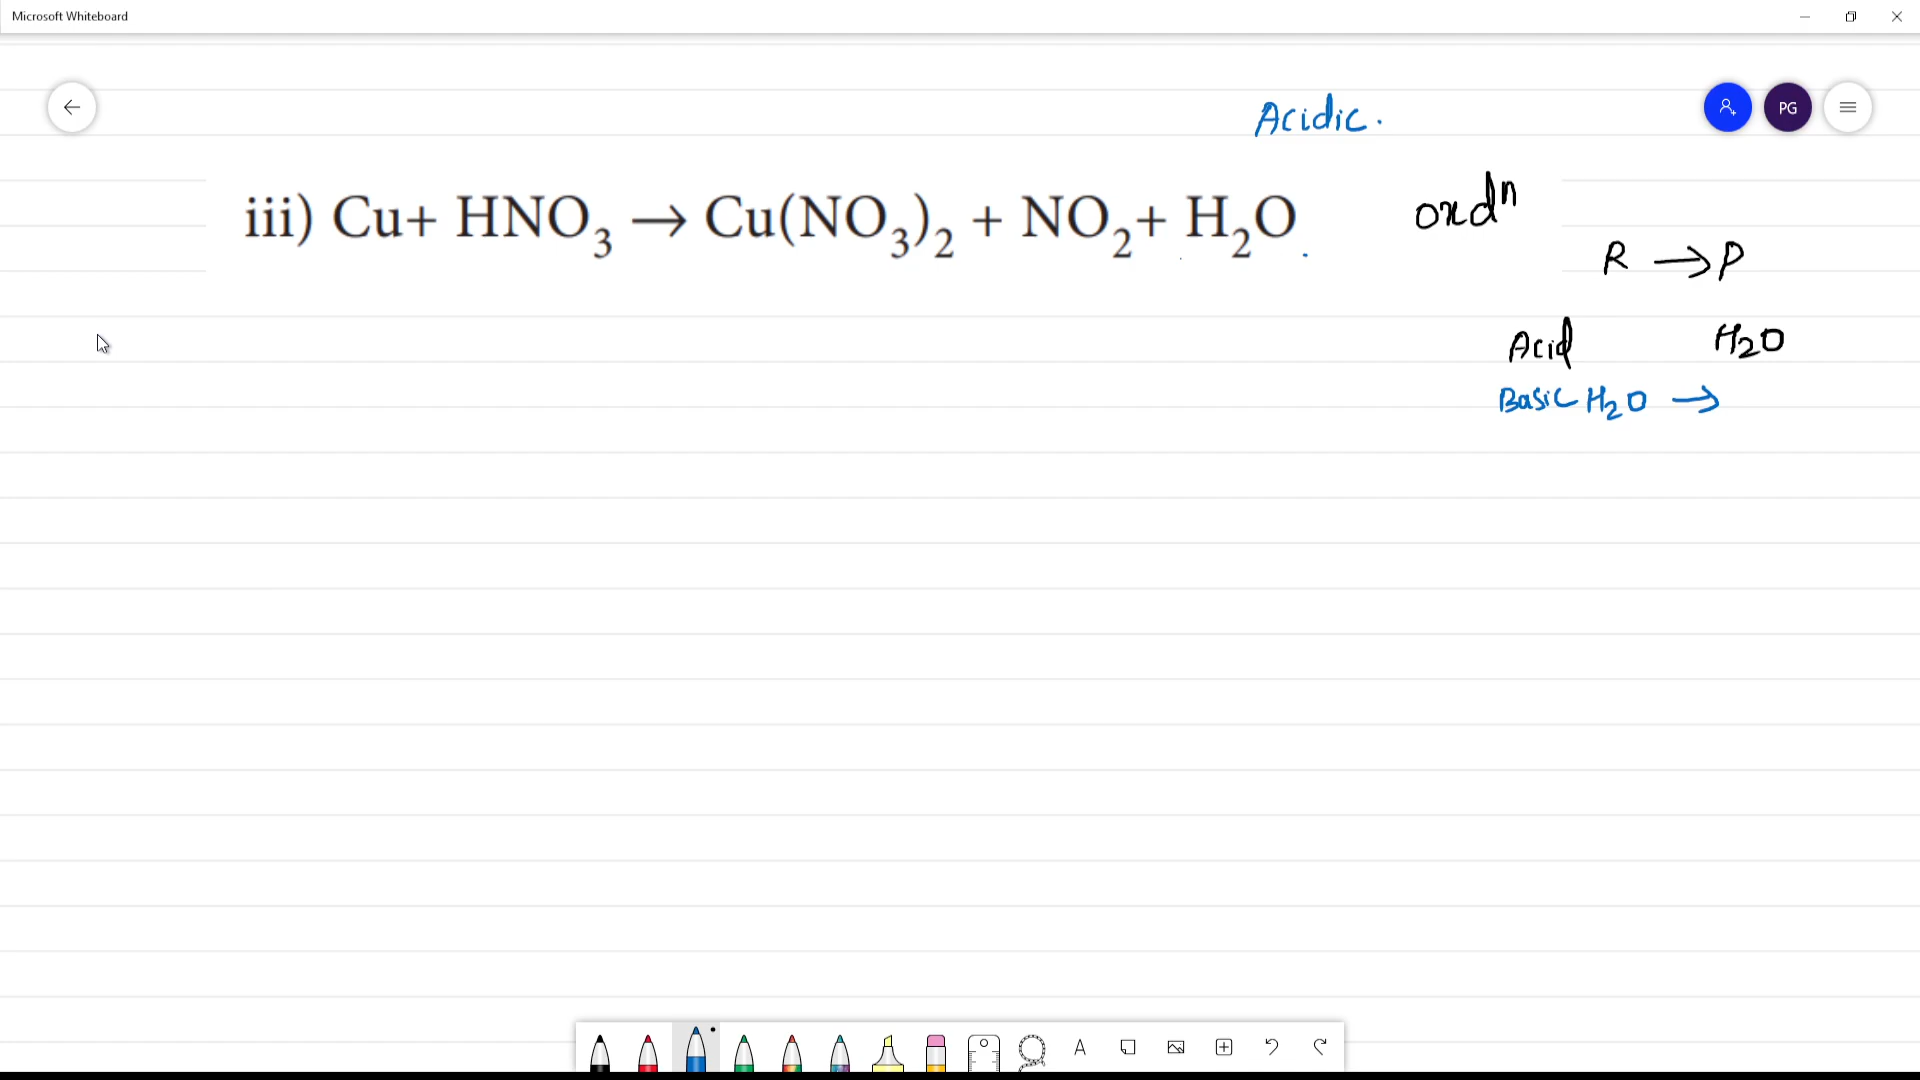 Microsoft Whiteboard
Acidic.
PG
iii) Cu+ HNO₃ → Cu(NO₃)₂ + NO₂+ H₂O
oxdⁿ
R → P
Acid H₂O
Basic H₂O →
A